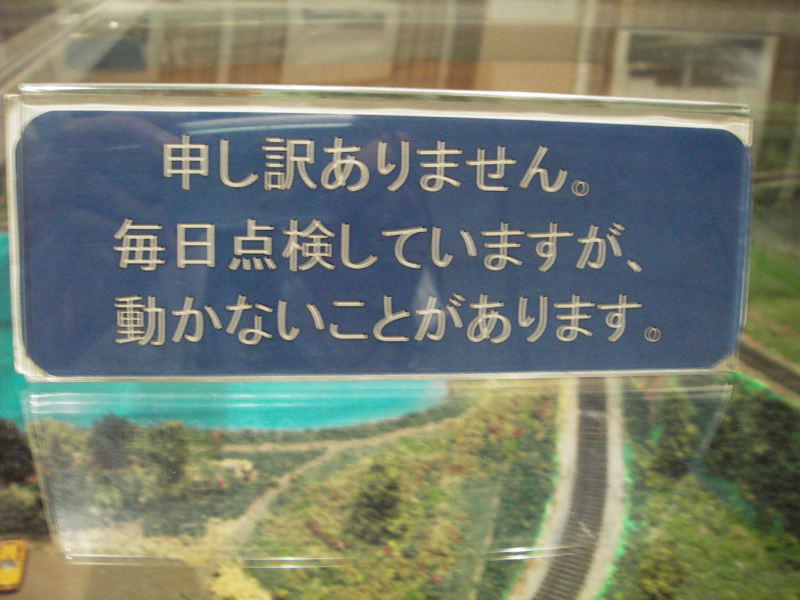 申し訳ありません。
毎日点検していますが、
動かないことがあります。